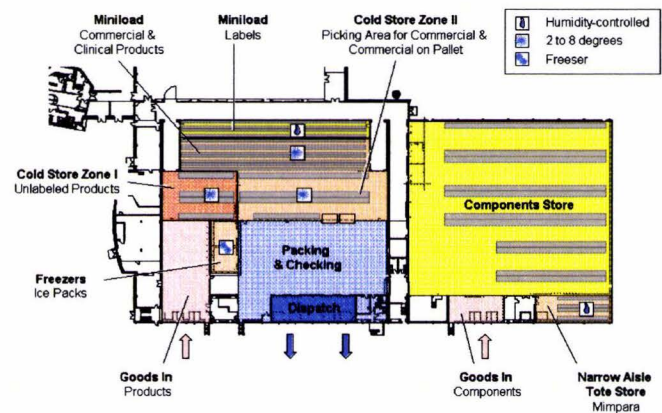 Miniload
Commercial &
Clinical Products
Miniload
Labels
Cold Store Zone II
Picking Area for Commercial &
Commercial on Pallet
Humidity-controlled
2 to 8 degrees
Freeser
Cold Store Zone I
Unlabeled Products
Components Store
Packing
& Checking
Freezers
Ice Packs
Dispatch
Goods In
Products
Goods In
Components
Narrow Aisle
Tote Store
Mimpara